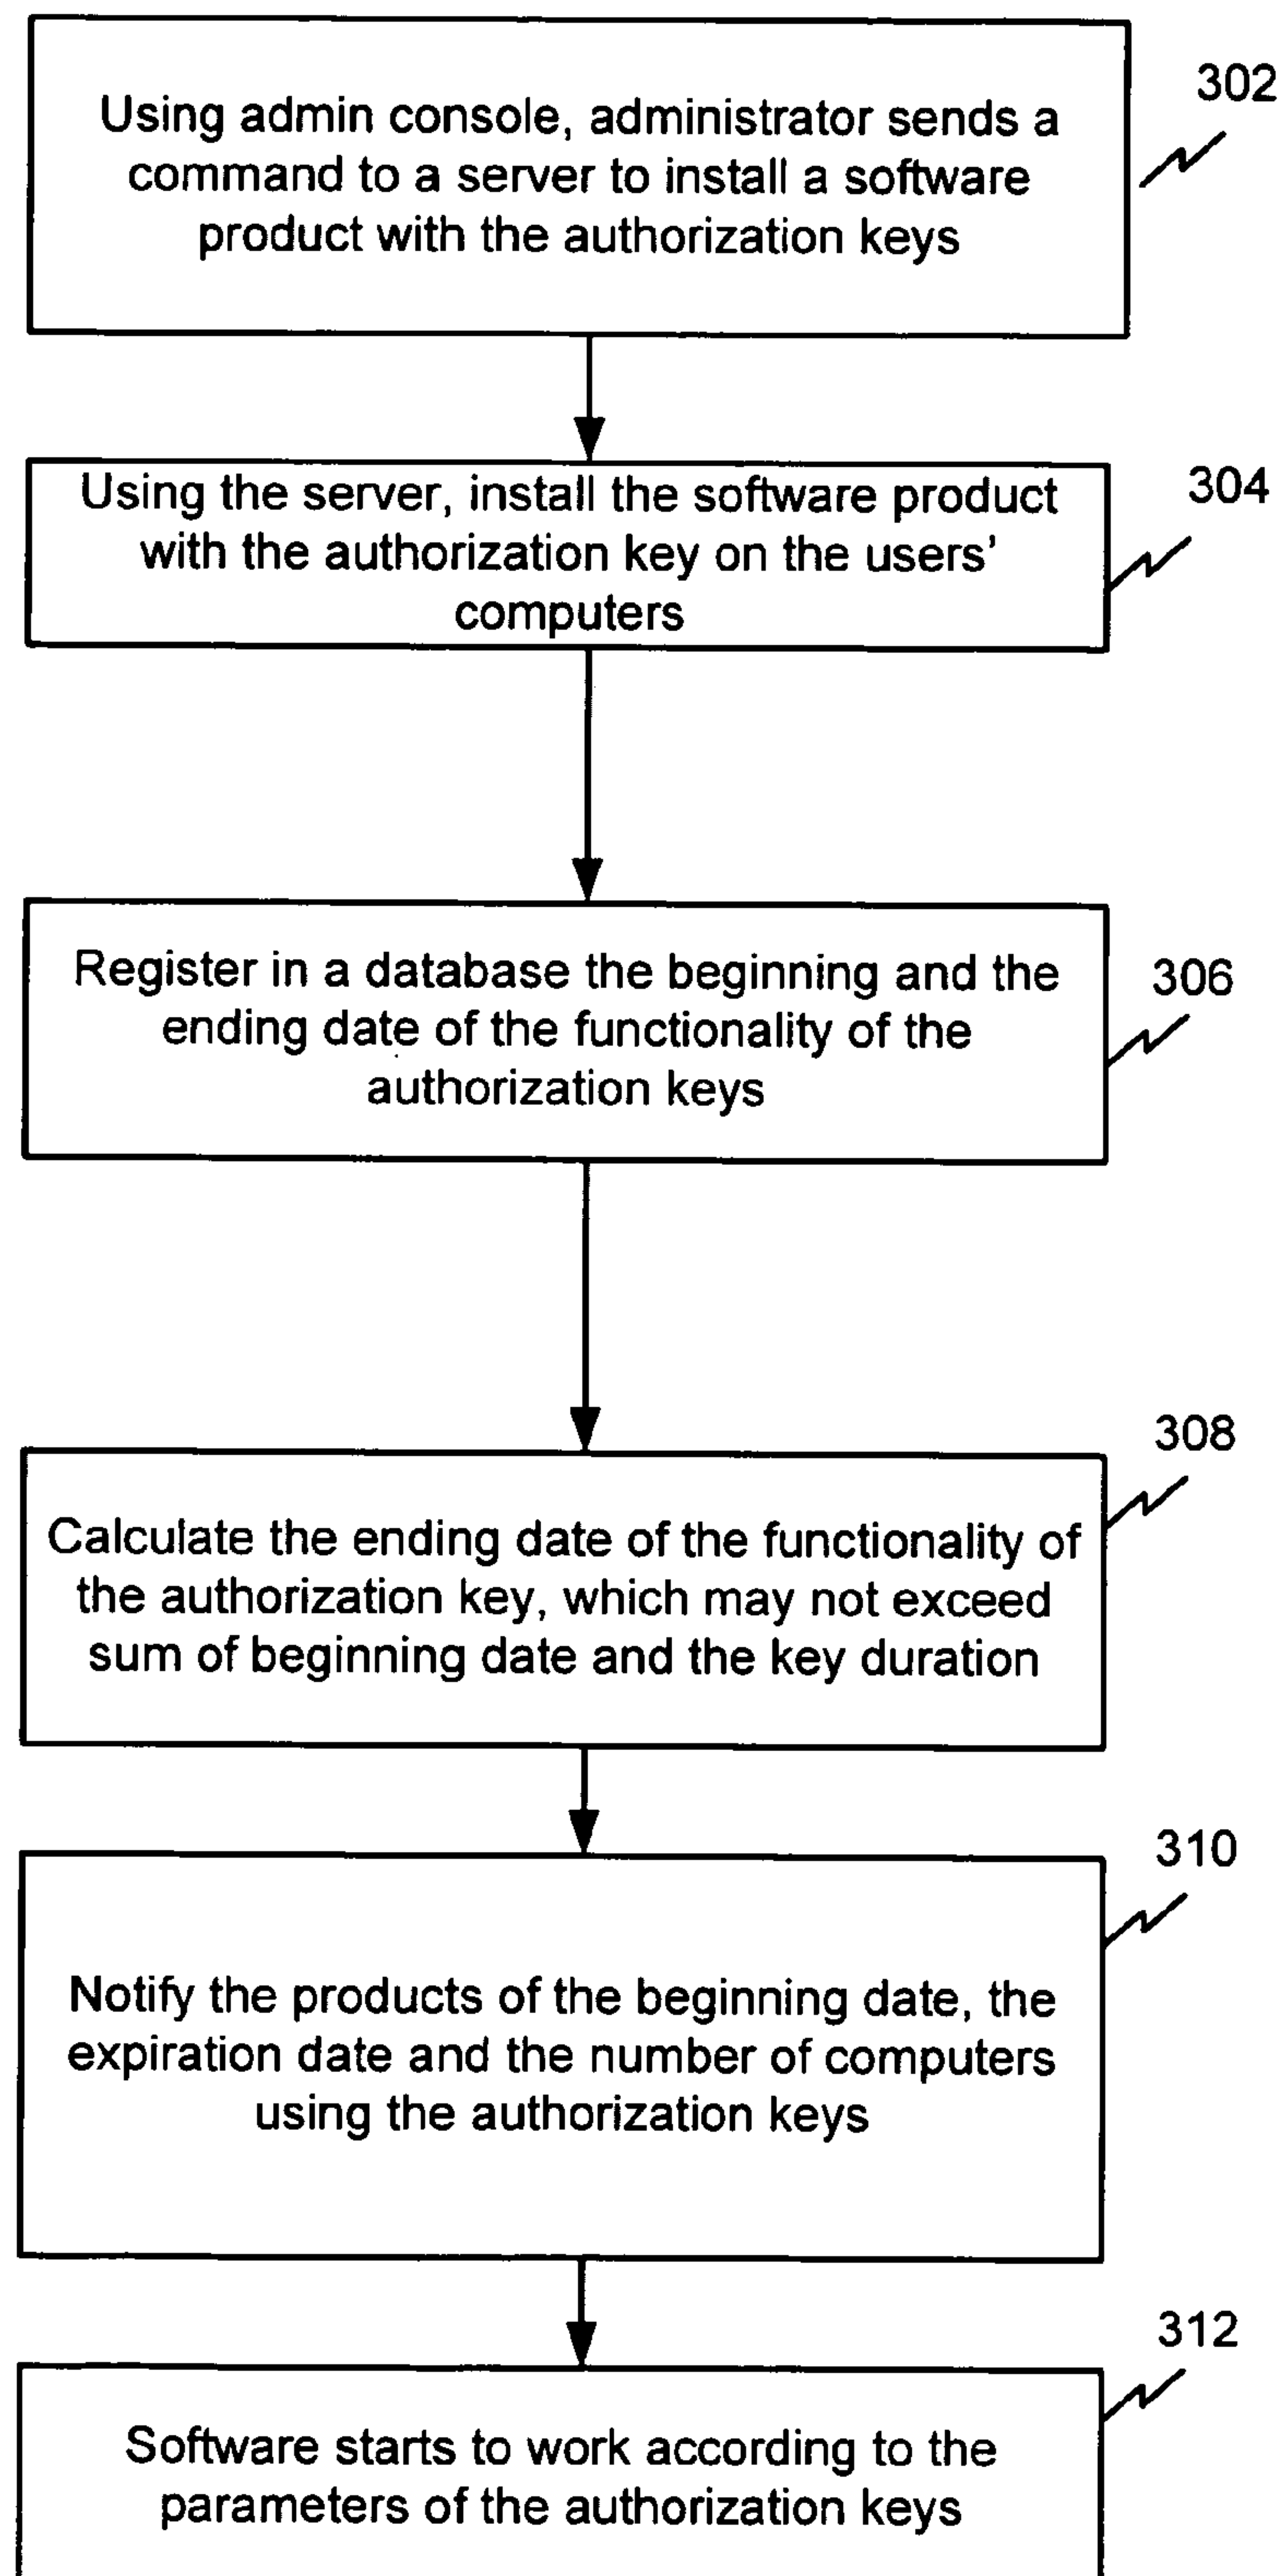 302
Using admin console, administrator sends a
command to a server to install a software
product with the authorization keys
304
Using the server, install the software product
with the authorization key on the users’
computers
306
Register in a database the beginning and the
ending date of the functionality of the
authorization keys
308
Calculate the ending date of the functionality of
the authorization key, which may not exceed
sum of beginning date and the key duration
310
Notify the products of the beginning date, the
expiration date and the number of computers
using the authorization keys
312
Software starts to work according to the
parameters of the authorization keys